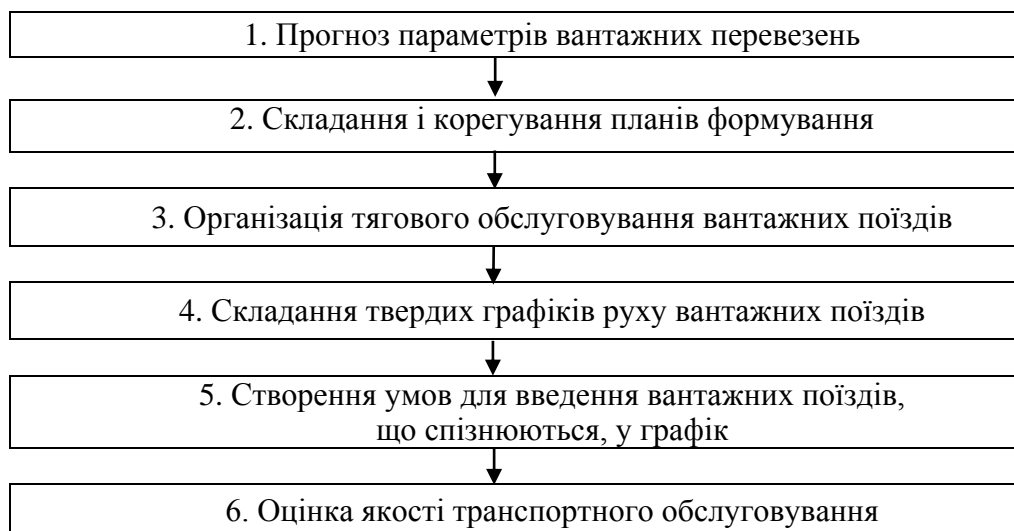 1. Прогноз параметрів вантажних перевезень
2. Складання і корегування планів формування
3. Організація тягового обслуговування вантажних поїздів
4. Складання твердих графіків руху вантажних поїздів
5. Створення умов для введення вантажних поїздів,
що спізнюються, у графік
6. Оцінка якості транспортного обслуговування